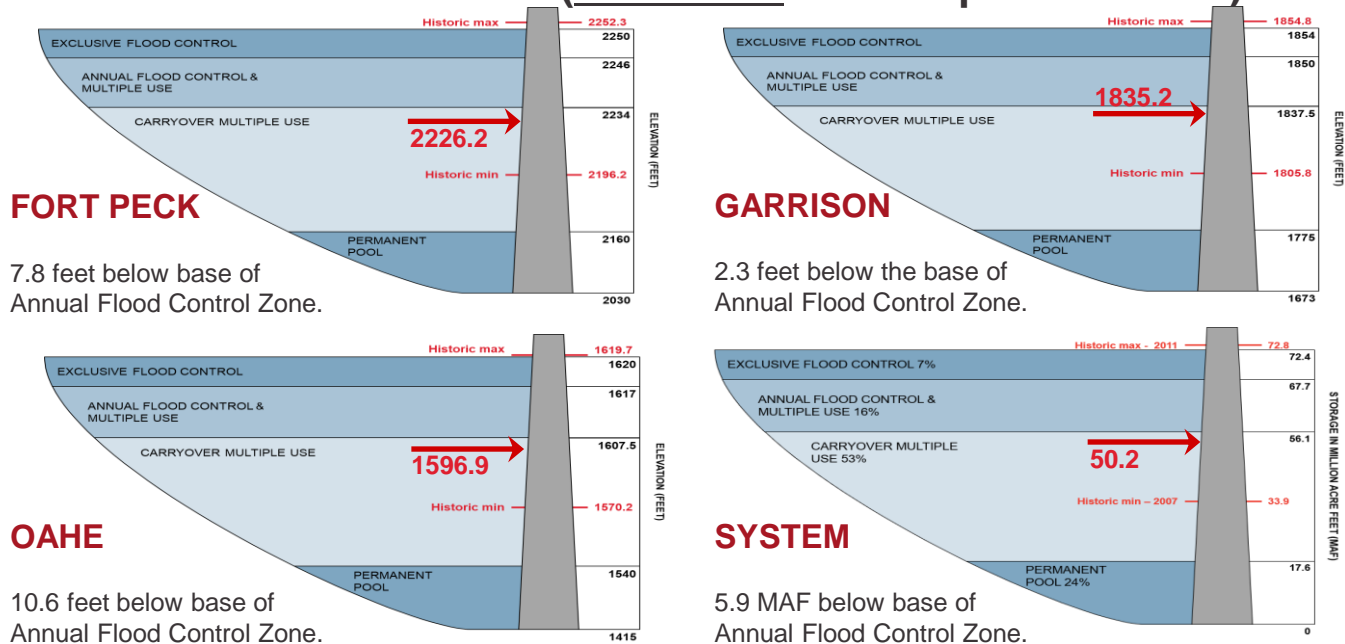 Historic max
2252.3
2250
EXCLUSIVE FLOOD CONTROL
2246
ANNUAL FLOOD CONTROL &
MULTIPLE USE
2234
CARRYOVER MULTIPLE USE
2226.2
Historic min
2196.2
ELEVATION (FEET)
FORT PECK
2160
PERMANENT
POOL
7.8 feet below base of
Annual Flood Control Zone.
2030
Historic max
1854.8
1854
EXCLUSIVE FLOOD CONTROL
1850
ANNUAL FLOOD CONTROL &
MULTIPLE USE
1835.2
1837.5
CARRYOVER MULTIPLE USE
Historic min
1805.8
ELEVATION (FEET)
GARRISON
1775
PERMANENT
POOL
2.3 feet below the base of
Annual Flood Control Zone.
1673
Historic max
1619.7
1620
EXCLUSIVE FLOOD CONTROL
1617
ANNUAL FLOOD CONTROL &
MULTIPLE USE
1607.5
CARRYOVER MULTIPLE USE
1596.9
Historic min
1570.2
ELEVATION (FEET)
OAHE
1540
PERMANENT
POOL
10.6 feet below base of
Annual Flood Control Zone.
1415
Historic max - 2011
72.8
72.4
EXCLUSIVE FLOOD CONTROL 7%
67.7
ANNUAL FLOOD CONTROL &
MULTIPLE USE 16%
56.1
CARRYOVER MULTIPLE
USE 53%
50.2
Historic min – 2007
33.9
STORAGE IN MILLION ACRE FEET (MAF)
SYSTEM
17.6
PERMANENT
POOL 24%
5.9 MAF below base of
Annual Flood Control Zone.
0